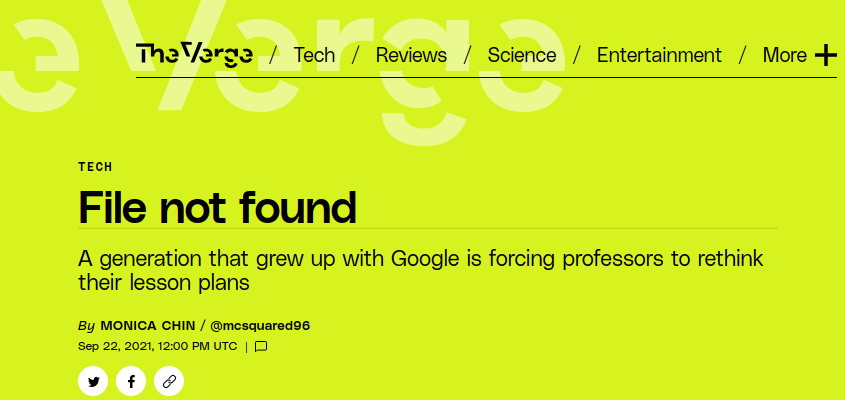 e Verge
The Verge / Tech / Reviews / Science / Entertainment / More +
TECH
File not found
A generation that grew up with Google is forcing professors to rethink
their lesson plans
By MONICA CHIN / @mcsquared96
Sep 22, 2021, 12:00 PM UTC |